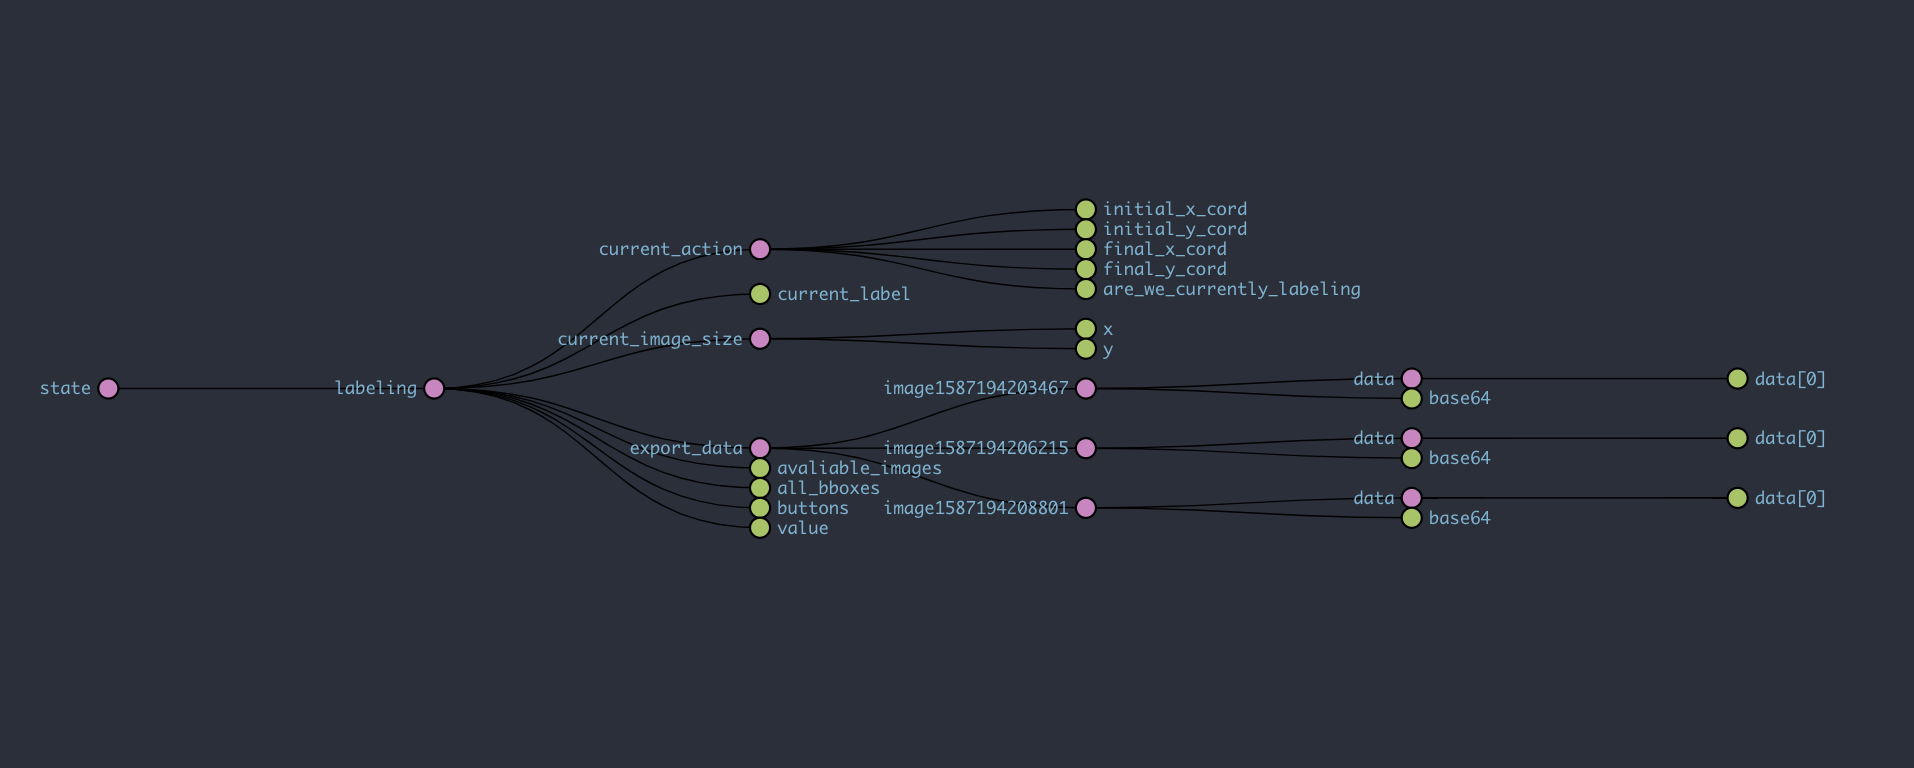 state
labeling
current_action
initial_x_cord
initial_y_cord
final_x_cord
final_y_cord
are_we_currently_labeling
current_label
current_image_size
x
y
export_data
image1587194203467
data
data[0]
base64
image1587194206215
data
data[0]
base64
image1587194208801
data
data[0]
base64
avaliable_images
all_bboxes
buttons
value